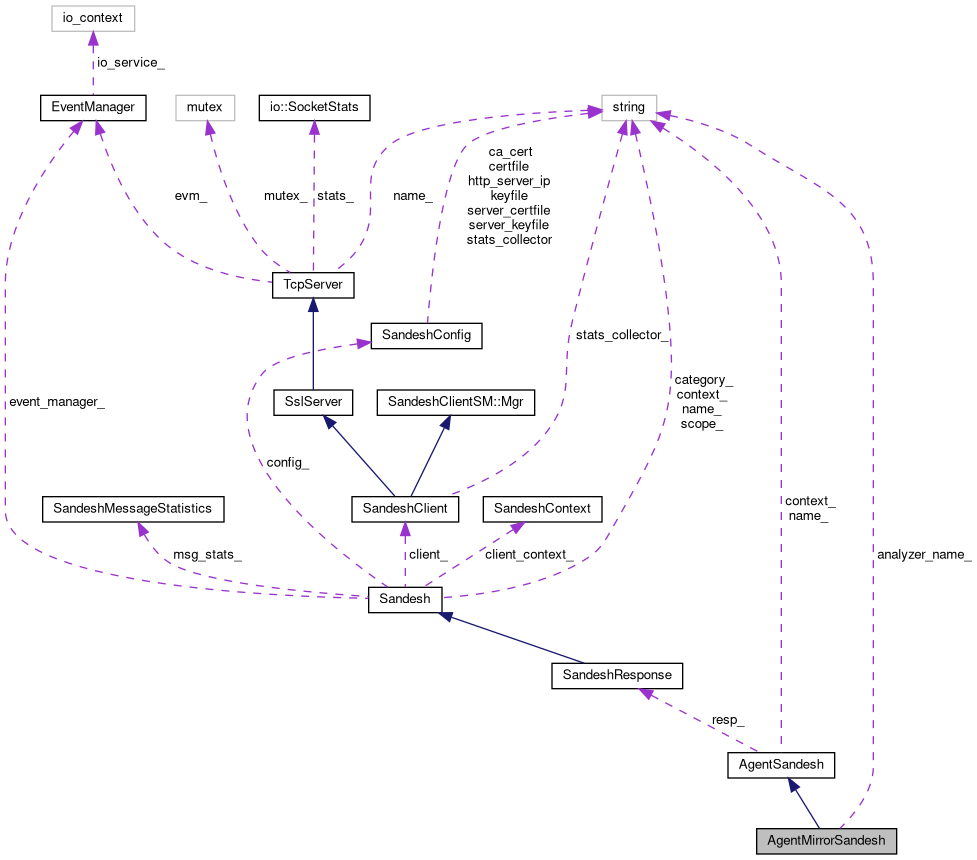 io_context
io_service_
EventManager
mutex
io::SocketStats
string
ca_cert
certfile
http_server_ip
keyfile
server_certfile
server_keyfile
stats_collector
evm_
mutex_
stats_
name_
TcpServer
SandeshConfig
stats_collector_
category_
context_
name_
scope_
event_manager_
SslServer
SandeshClientSM::Mgr
config_
SandeshMessageStatistics
SandeshClient
SandeshContext
context_
name_
msg_stats_
client_
client_context_
analyzer_name_
Sandesh
SandeshResponse
resp_
AgentSandesh
AgentMirrorSandesh